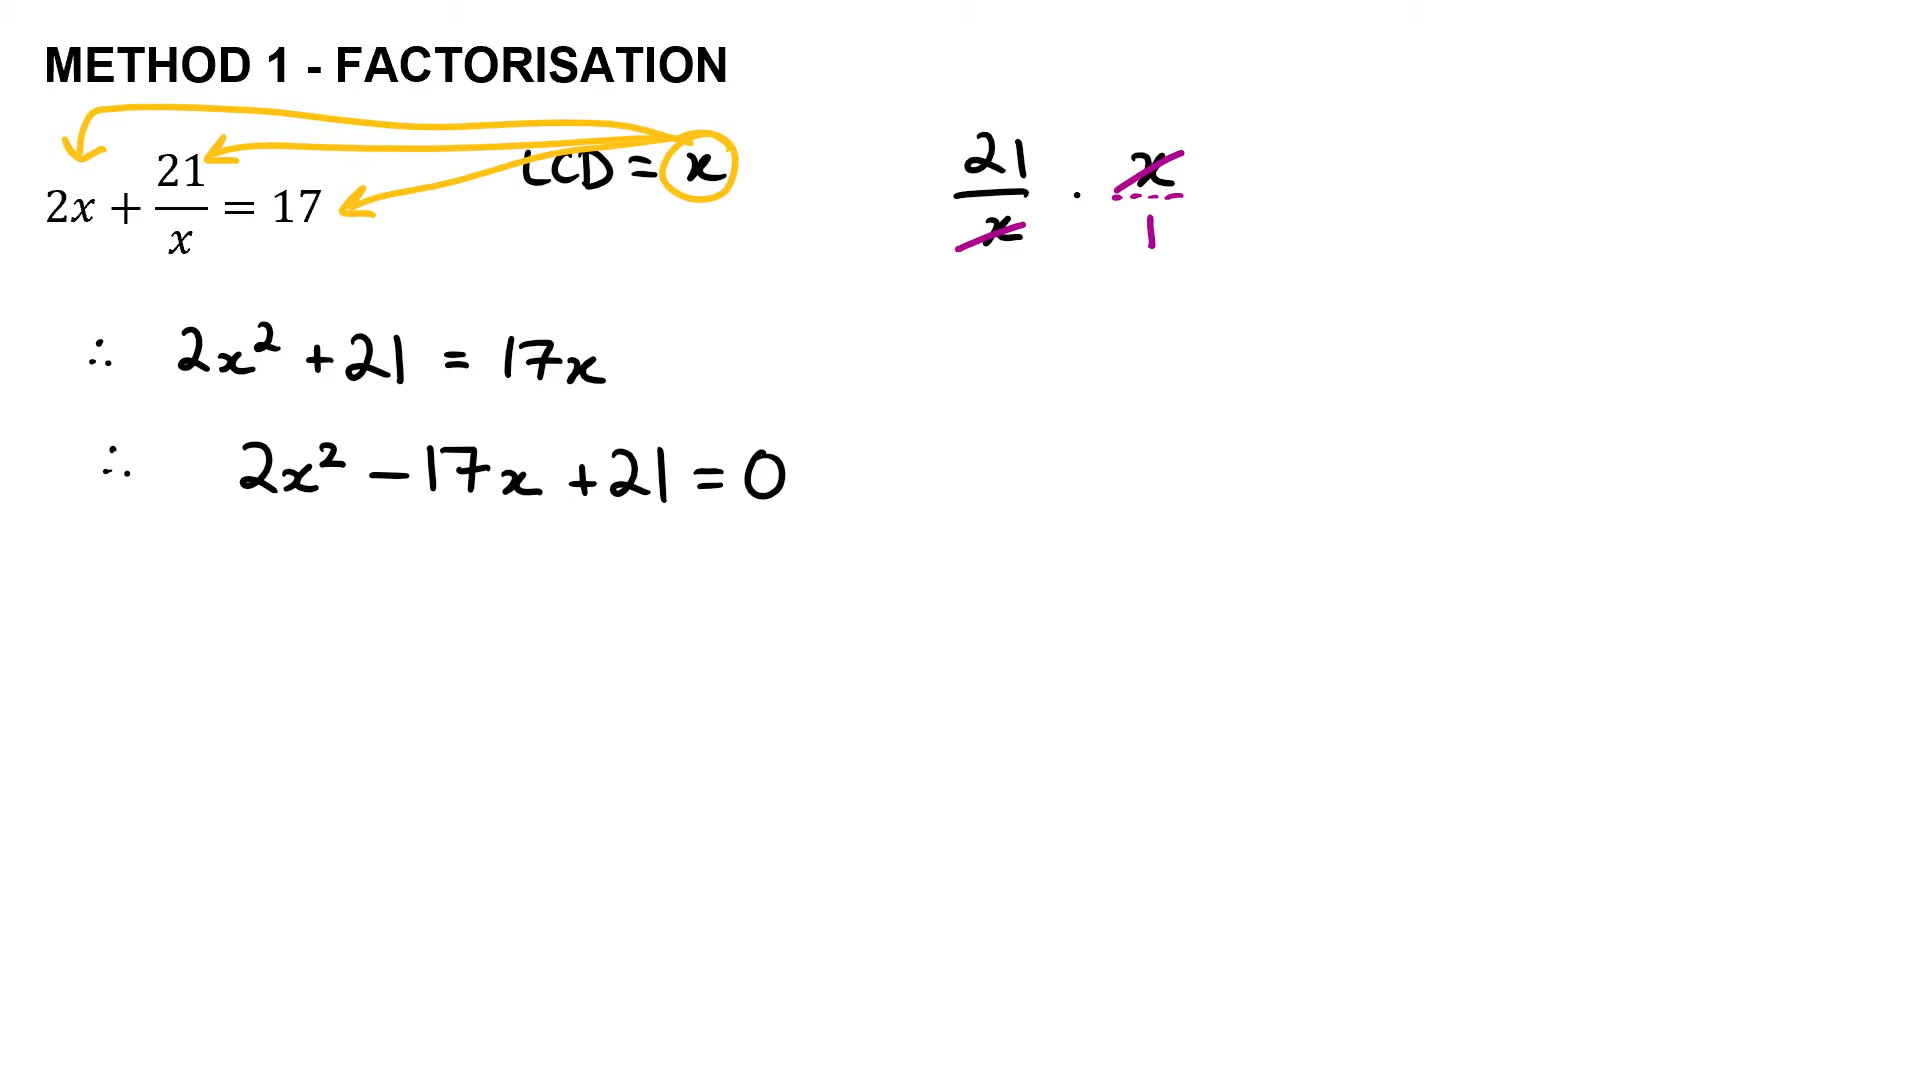 METHOD 1 - FACTORISATION
2x + 21/x = 17
LCD = x
21/x · x/1
∴ 2x² + 21 = 17x
∴ 2x² − 17x + 21 = 0